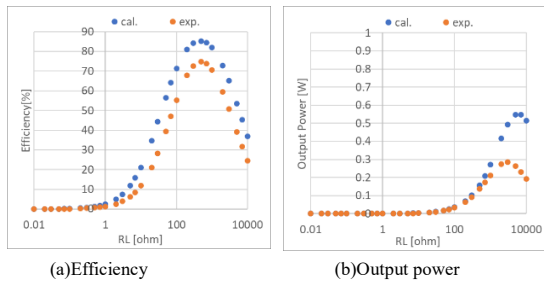 cal. exp.
Efficiency[%]
90
80
70
60
50
40
30
20
10
0
0.01 1 100 10000
RL [ohm]
(a)Efficiency
cal. exp.
Output Power [W]
1
0.9
0.8
0.7
0.6
0.5
0.4
0.3
0.2
0.1
0
0.01 1 100 10000
RL [ohm]
(b)Output power